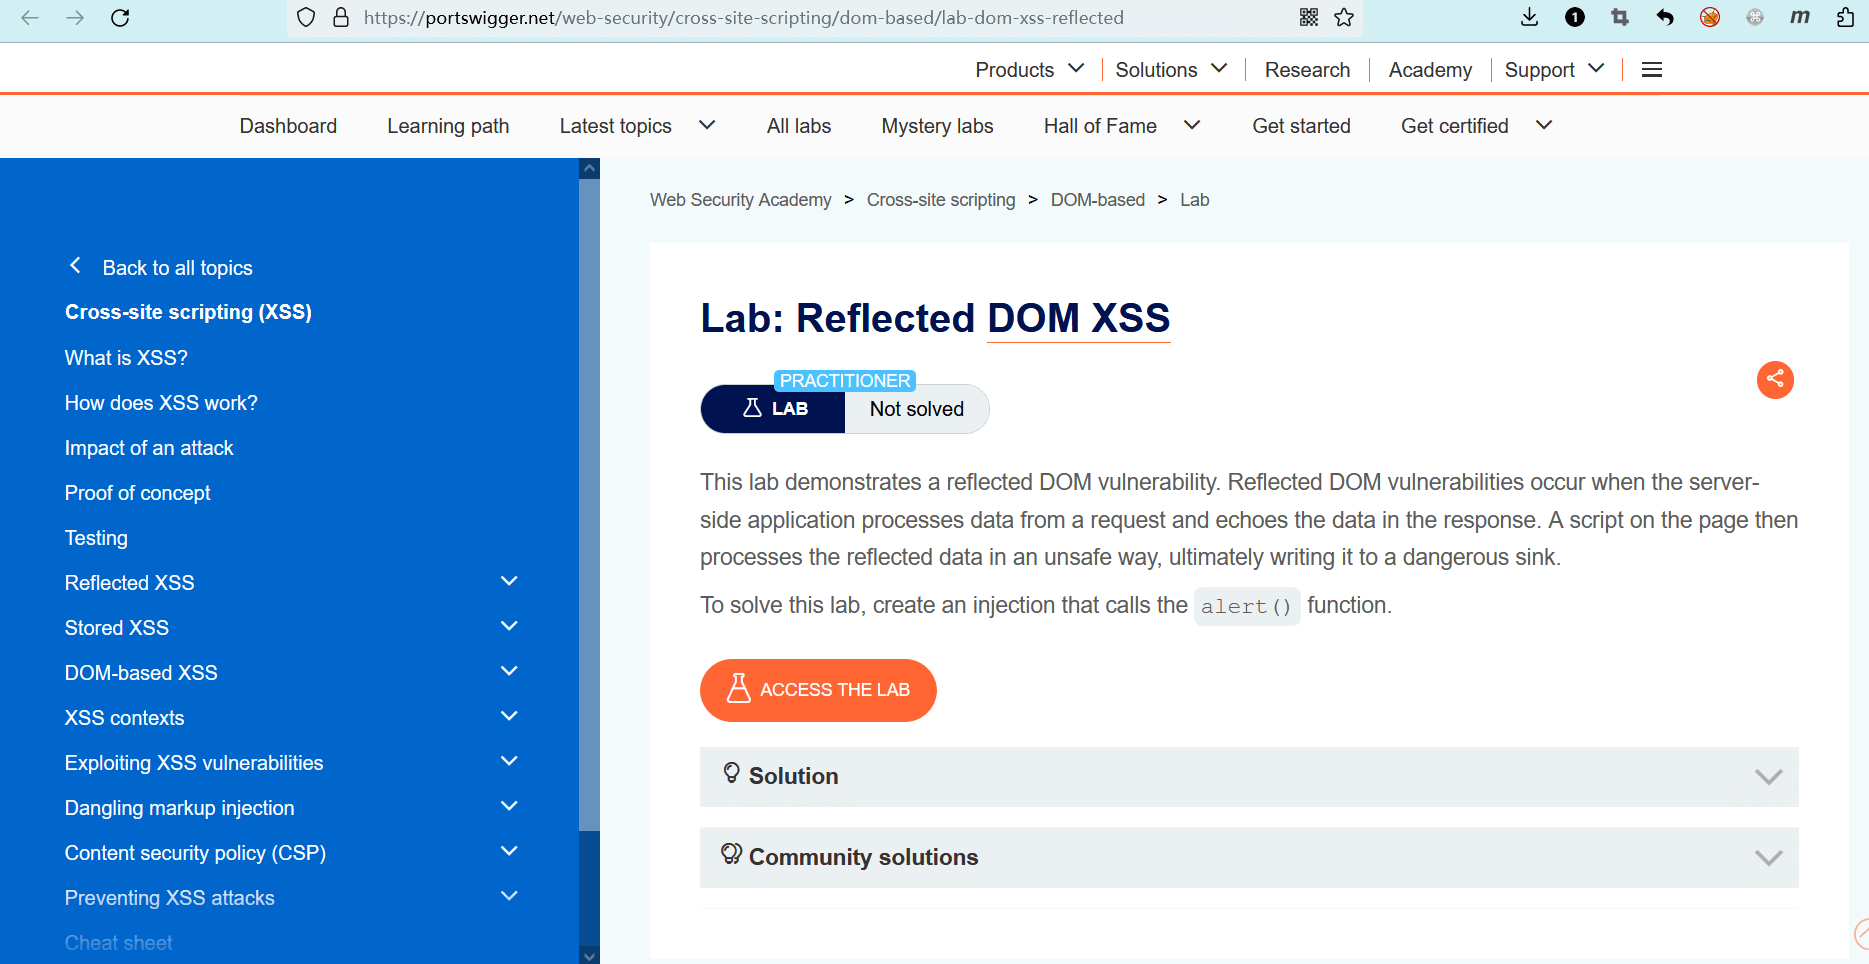 https://portswigger.net/web-security/cross-site-scripting/dom-based/lab-dom-xss-reflected
1
m
Products
Solutions
Research
Academy
Support
Dashboard
Learning path
Latest topics
All labs
Mystery labs
Hall of Fame
Get started
Get certified
Back to all topics
Cross-site scripting (XSS)
What is XSS?
How does XSS work?
Impact of an attack
Proof of concept
Testing
Reflected XSS
Stored XSS
DOM-based XSS
XSS contexts
Exploiting XSS vulnerabilities
Dangling markup injection
Content security policy (CSP)
Preventing XSS attacks
Cheat sheet
Web Security Academy > Cross-site scripting > DOM-based > Lab
Lab: Reflected DOM XSS
PRACTITIONER
LAB
Not solved
This lab demonstrates a reflected DOM vulnerability. Reflected DOM vulnerabilities occur when the server-
side application processes data from a request and echoes the data in the response. A script on the page then
processes the reflected data in an unsafe way, ultimately writing it to a dangerous sink.
To solve this lab, create an injection that calls the alert() function.
ACCESS THE LAB
Solution
Community solutions